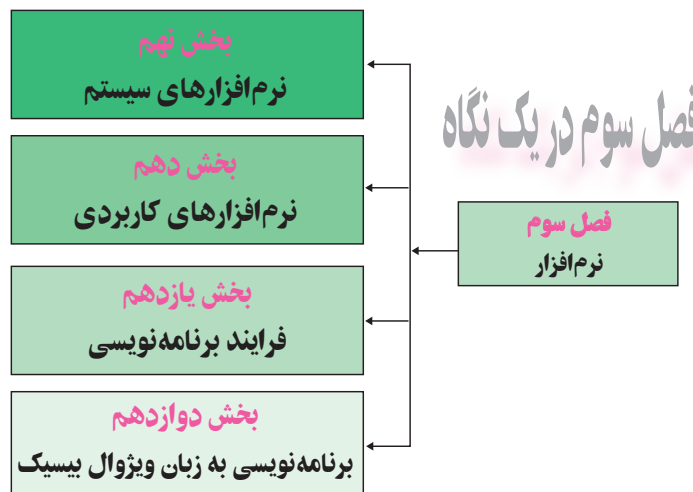 فصل سوم در یک نگاه
فصل سوم
نرم‌افزار
بخش نهم
نرم‌افزارهای سیستم
بخش دهم
نرم‌افزارهای کاربردی
بخش یازدهم
فرایند برنامه‌نویسی
بخش دوازدهم
برنامه‌نویسی به زبان ویژوال بیسیک